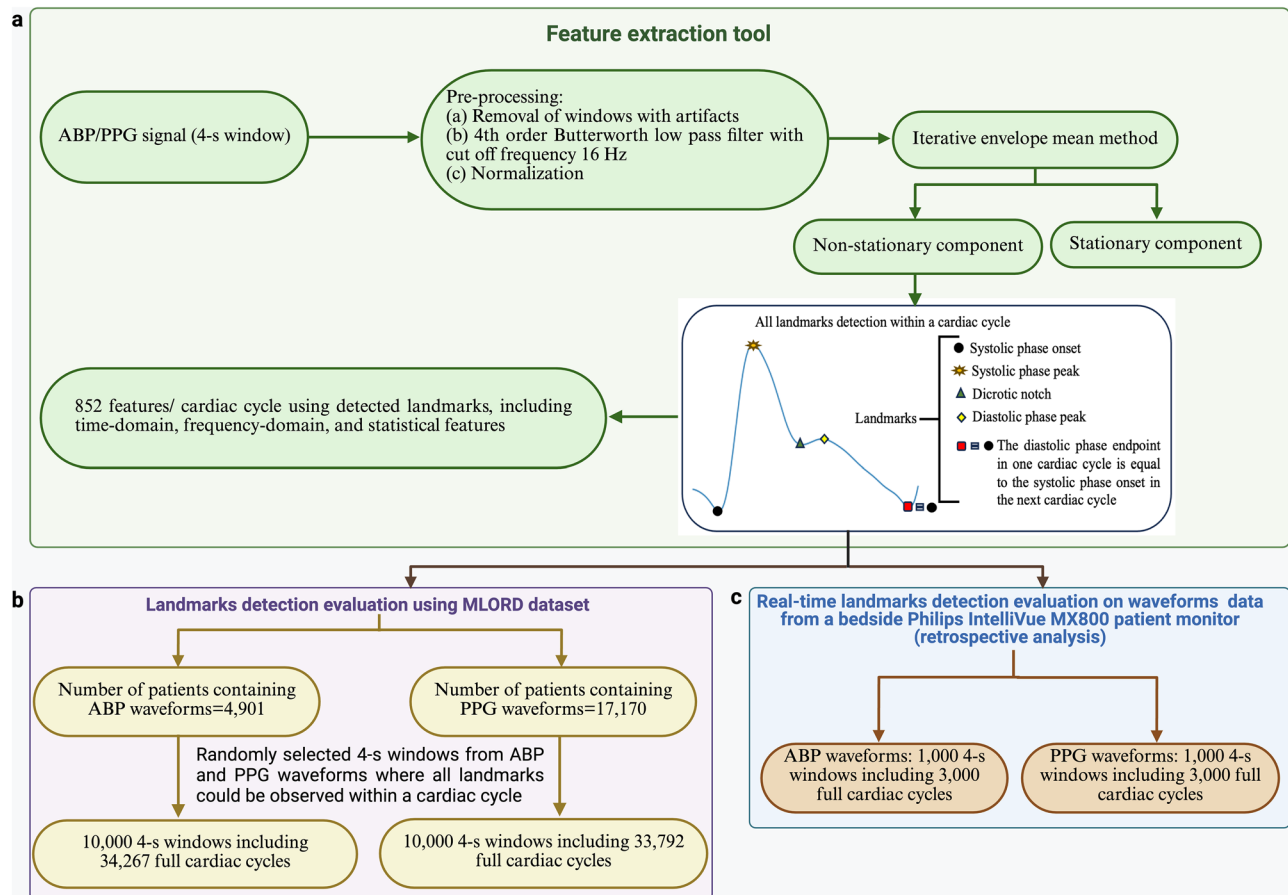 a
Feature extraction tool
ABP/PPG signal (4-s window)
Pre-processing:
(a) Removal of windows with artifacts
(b) 4th order Butterworth low pass filter with
cut off frequency 16 Hz
(c) Normalization
Iterative envelope mean method
Non-stationary component
Stationary component
All landmarks detection within a cardiac cycle
Landmarks
Systolic phase onset
Systolic phase peak
Dicrotic notch
Diastolic phase peak
= The diastolic phase endpoint
in one cardiac cycle is equal
to the systolic phase onset in
the next cardiac cycle
=
852 features/ cardiac cycle using detected landmarks, including
time-domain, frequency-domain, and statistical features
b
Landmarks detection evaluation using MLORD dataset
Number of patients containing
ABP waveforms=4,901
Number of patients containing
PPG waveforms=17,170
Randomly selected 4-s windows from ABP
and PPG waveforms where all landmarks
could be observed within a cardiac cycle
10,000 4-s windows including
34,267 full cardiac cycles
10,000 4-s windows including 33,792
full cardiac cycles
c
Real-time landmarks detection evaluation on waveforms data
from a bedside Philips IntelliVue MX800 patient monitor
(retrospective analysis)
ABP waveforms: 1,000 4-s
windows including 3,000
full cardiac cycles
PPG waveforms: 1,000 4-s
windows including 3,000 full
cardiac cycles